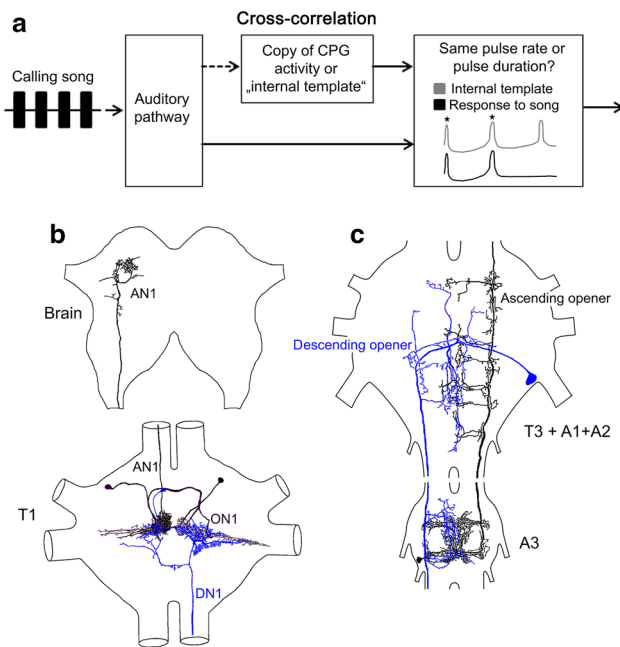 a
Cross-correlation
Calling song
Auditory
pathway
Copy of CPG
activity or
„internal template“
Same pulse rate or
pulse duration?
Internal template
Response to song
★ ★
b
Brain
AN1
T1
AN1
ON1
DN1
c
Ascending opener
Descending opener
T3 + A1+A2
A3